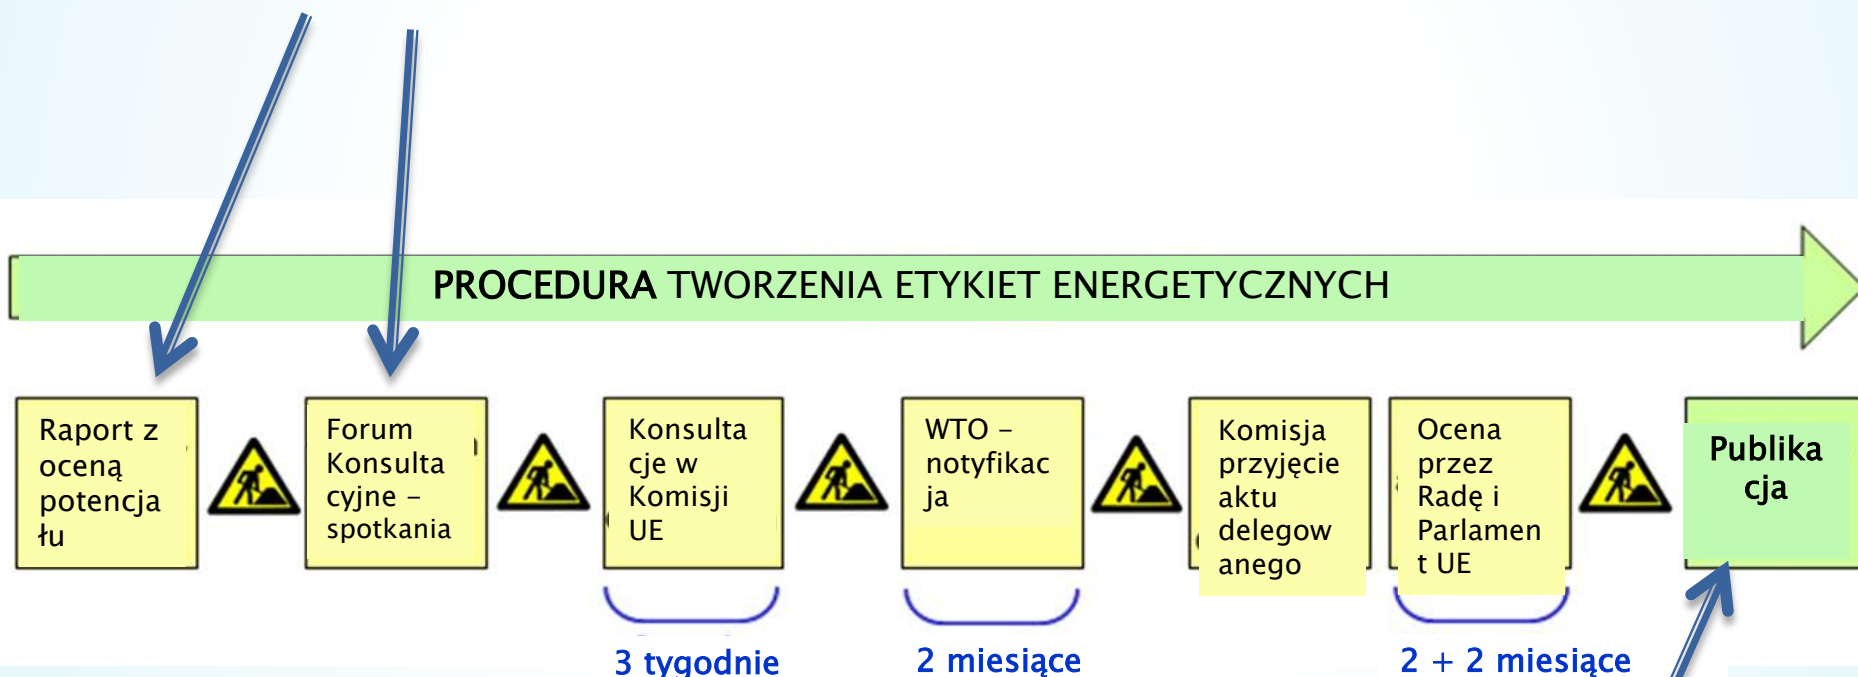 PROCEDURA TWORZENIA ETYKIET ENERGETYCZNYCH
Raport z
oceną
potencja
łu
Forum
Konsulta
cyjne –
spotkania
Konsulta
cje w
Komisji
UE
WTO –
notyfikac
ja
Komisja
przyjęcie
aktu
delegow
anego
Ocena
przez
Radę i
Parlamen
t UE
Publika
cja
3 tygodnie
2 miesiące
2 + 2 miesiące